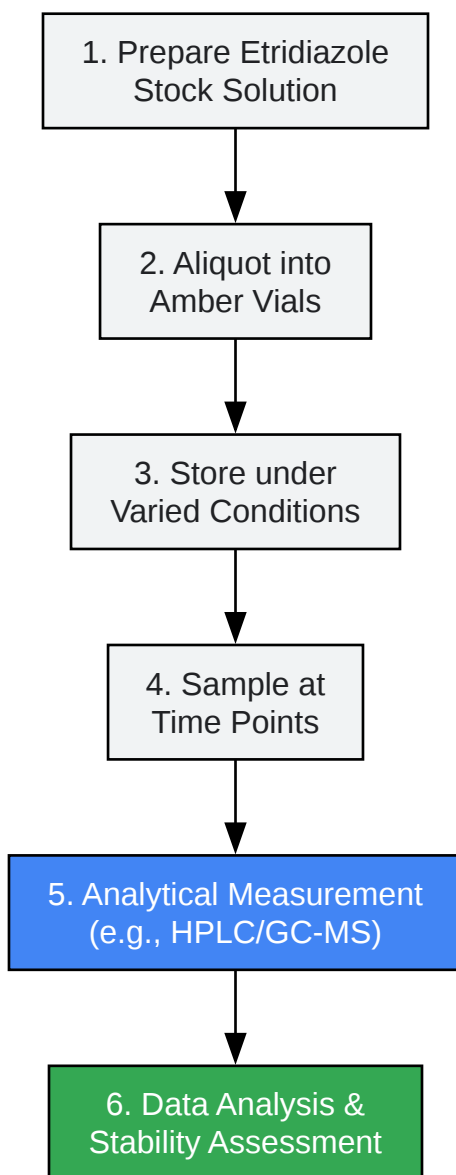 1. Prepare Etridiazole
Stock Solution
2. Aliquot into
Amber Vials
3. Store under
Varied Conditions
4. Sample at
Time Points
5. Analytical Measurement
(e.g., HPLC/GC-MS)
6. Data Analysis &
Stability Assessment